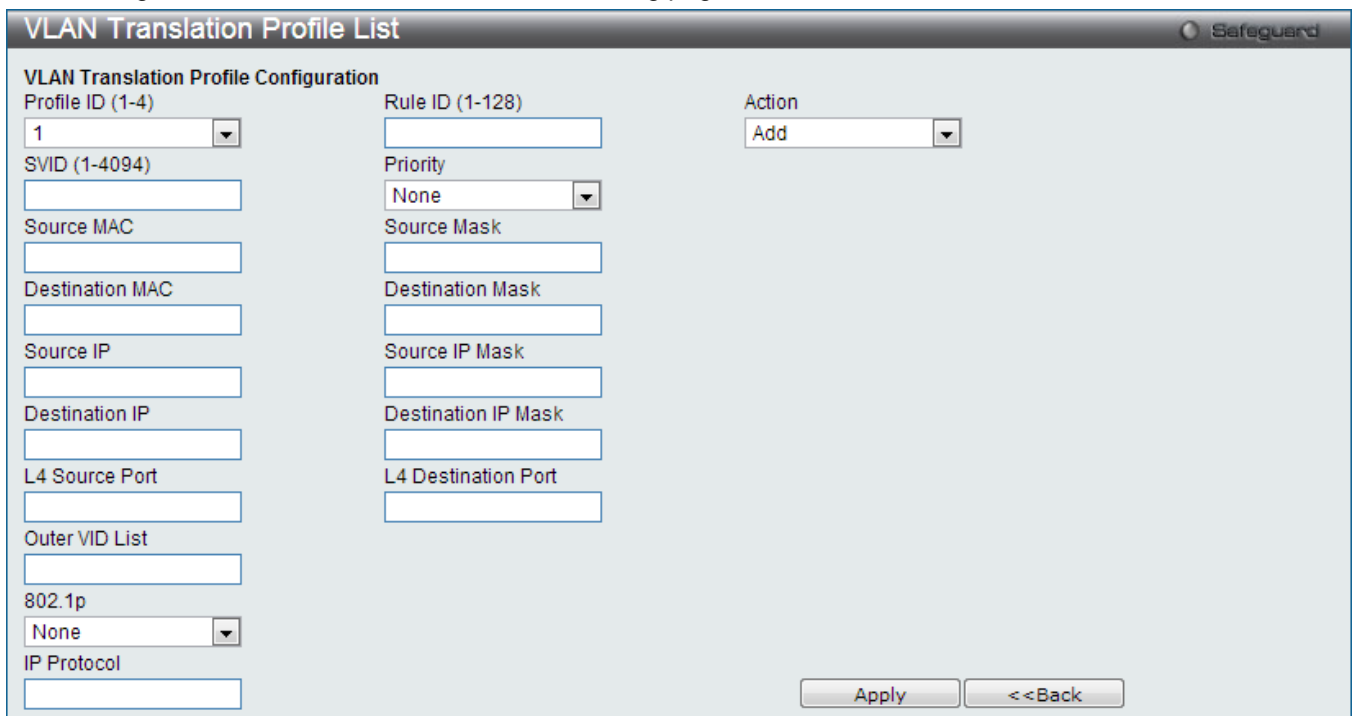 VLAN Translation Profile List
Safeguard
VLAN Translation Profile Configuration
Profile ID (1-4) Rule ID (1-128) Action
1 Add
SVID (1-4094) Priority
None
Source MAC Source Mask
Destination MAC Destination Mask
Source IP Source IP Mask
Destination IP Destination IP Mask
L4 Source Port L4 Destination Port
Outer VID List
802.1p
None
IP Protocol
Apply <<Back